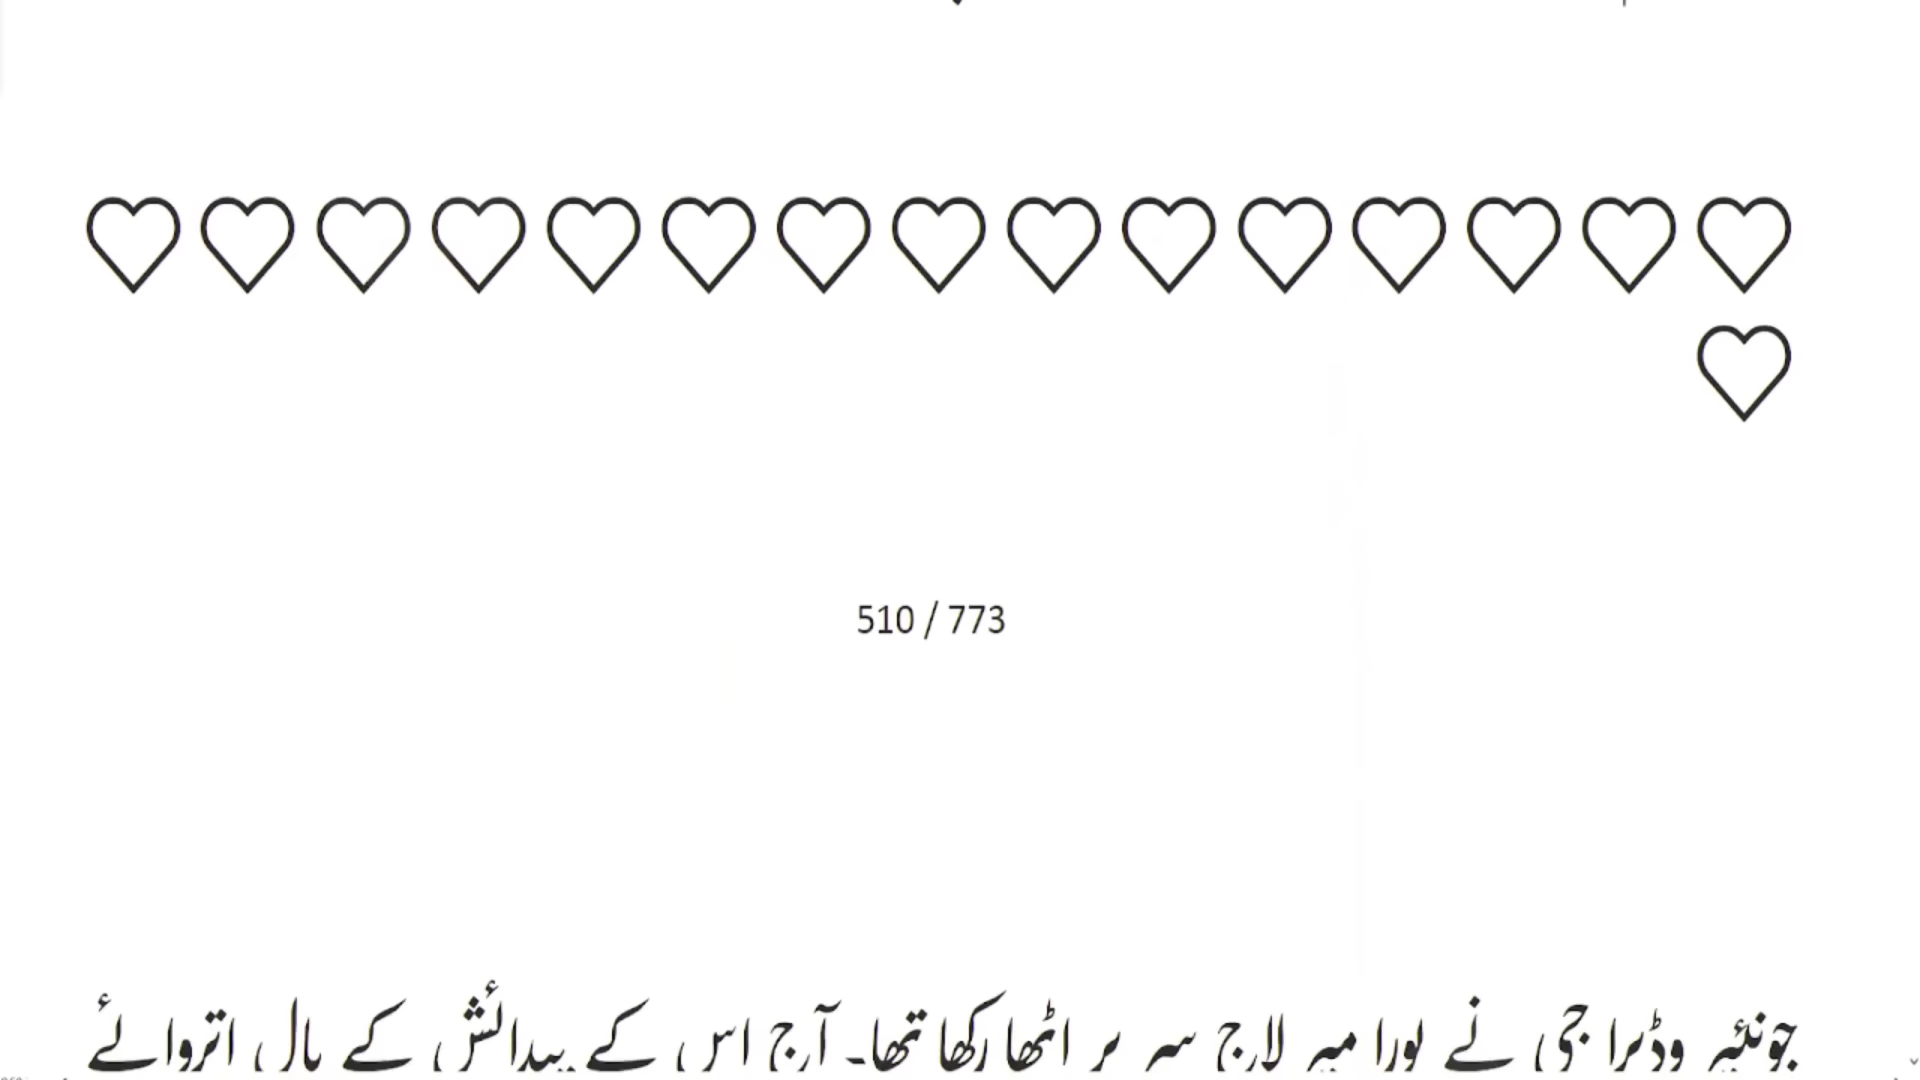 ♡♡♡♡♡♡♡♡♡♡♡♡♡♡♡
♡
510 / 773
جونئیر وڈیرا جی نے پورا میر لاج سر پر اٹھا رکھا تھا۔ آج اس کے پیدائش کے بال اتروائے